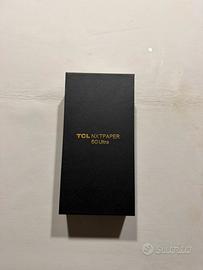 TCL NXTPAPER
60 Ultra
Subito.it